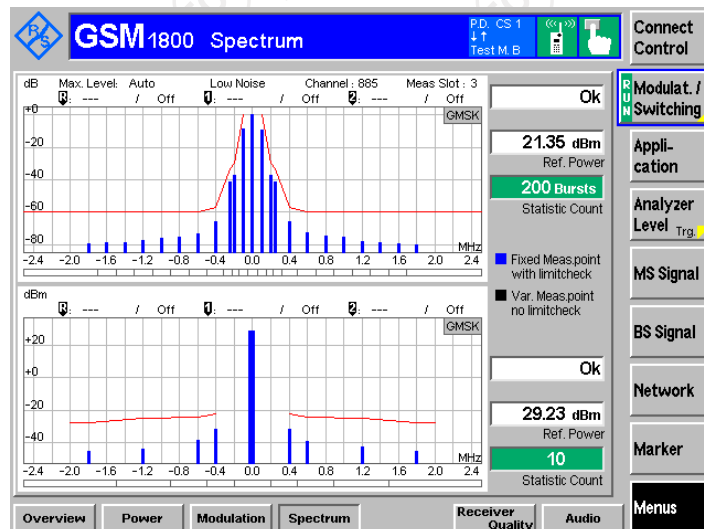 R&S
GSM1800 Spectrum
P.D. CS 1
Test M. B
Connect Control
dB Max. Level: Auto Low Noise Channel : 885 Meas Slot : 3
R: --- / Off 1: --- / Off 2: --- / Off
GMSK
+0
-20
-40
-60
-80
MHz
-2.4 -2.0 -1.6 -1.2 -0.8 -0.4 0.0 0.4 0.8 1.2 1.6 2.0 2.4
Ok
21.35 dBm
Ref. Power
200 Bursts
Statistic Count
Fixed Meas.point
with limitcheck
Var. Meas.point
no limitcheck
dBm
R: --- / Off 1: --- / Off 2: --- / Off
GMSK
+20
+0
-20
-40
MHz
-2.4 -2.0 -1.6 -1.2 -0.8 -0.4 0.0 0.4 0.8 1.2 1.6 2.0 2.4
Ok
29.23 dBm
Ref. Power
10
Statistic Count
RUN
Modulat. /
Switching
Appli-
cation
Analyzer
Level Trg.
MS Signal
BS Signal
Network
Marker
Menus
Overview Power Modulation Spectrum Receiver
Quality Audio